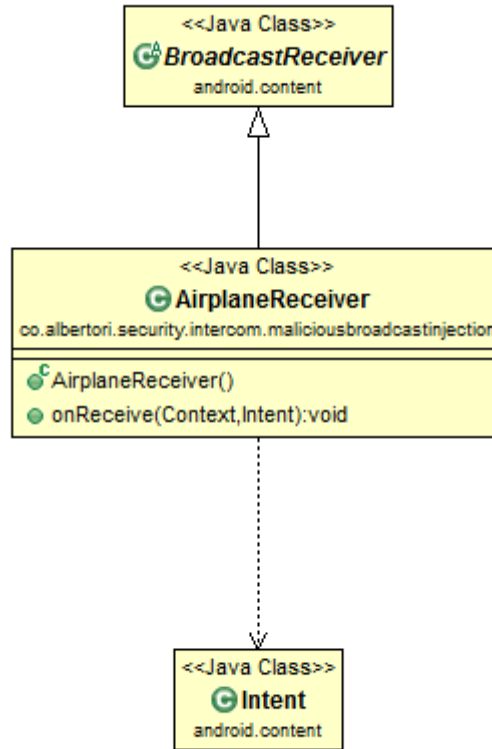 <<Java Class>>
BroadcastReceiver
android.content
<<Java Class>>
AirplaneReceiver
co.albertori.security.intercom.maliciousbroadcastinjection
AirplaneReceiver()
onReceive(Context,Intent):void
<<Java Class>>
Intent
android.content